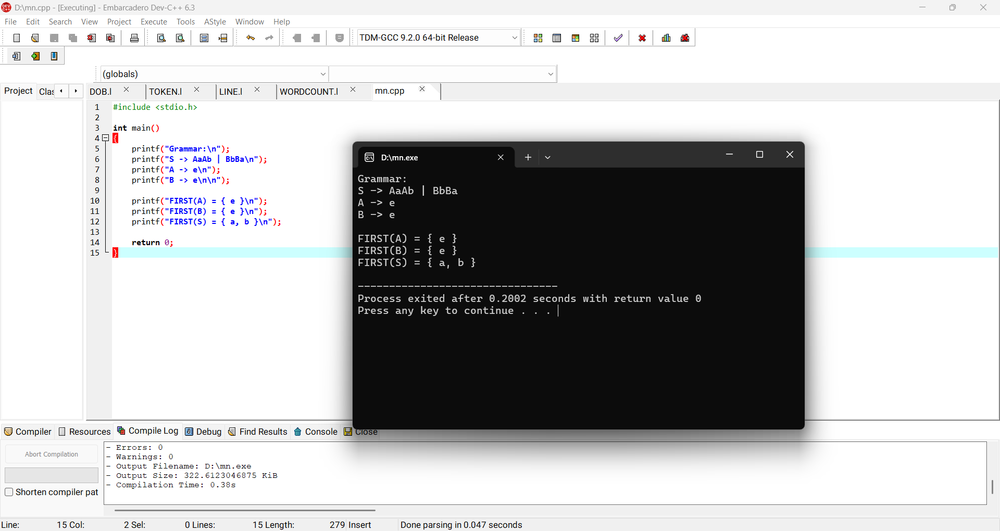 D:\mn.cpp - [Executing] - Embarcadero Dev-C++ 6.3
File Edit Search View Project Execute Tools AStyle Window Help
TDM-GCC 9.2.0 64-bit Release
(globals)
Project Clas
DOB.l TOKEN.l LINE.l WORDCOUNT.l mn.cpp
1 #include <stdio.h>
2
3 int main()
4 {
5 printf("Grammar:\n");
6 printf("S -> AaAb | BbBa\n");
7 printf("A -> e\n");
8 printf("B -> e\n\n");
9
10 printf("FIRST(A) = { e }\n");
11 printf("FIRST(B) = { e }\n");
12 printf("FIRST(S) = { a, b }\n");
13
14 return 0;
15 }
D:\mn.exe
Grammar:
S -> AaAb | BbBa
A -> e
B -> e
FIRST(A) = { e }
FIRST(B) = { e }
FIRST(S) = { a, b }
--------------------------------
Process exited after 0.2002 seconds with return value 0
Press any key to continue . . .
Compiler Resources Compile Log Debug Find Results Console Close
Abort Compilation
Shorten compiler pat
- Errors: 0
- Warnings: 0
- Output Filename: D:\mn.exe
- Output Size: 322.6123046875 KiB
- Compilation Time: 0.38s
Line: 15 Col: 2 Sel: 0 Lines: 15 Length: 279 Insert Done parsing in 0.047 seconds